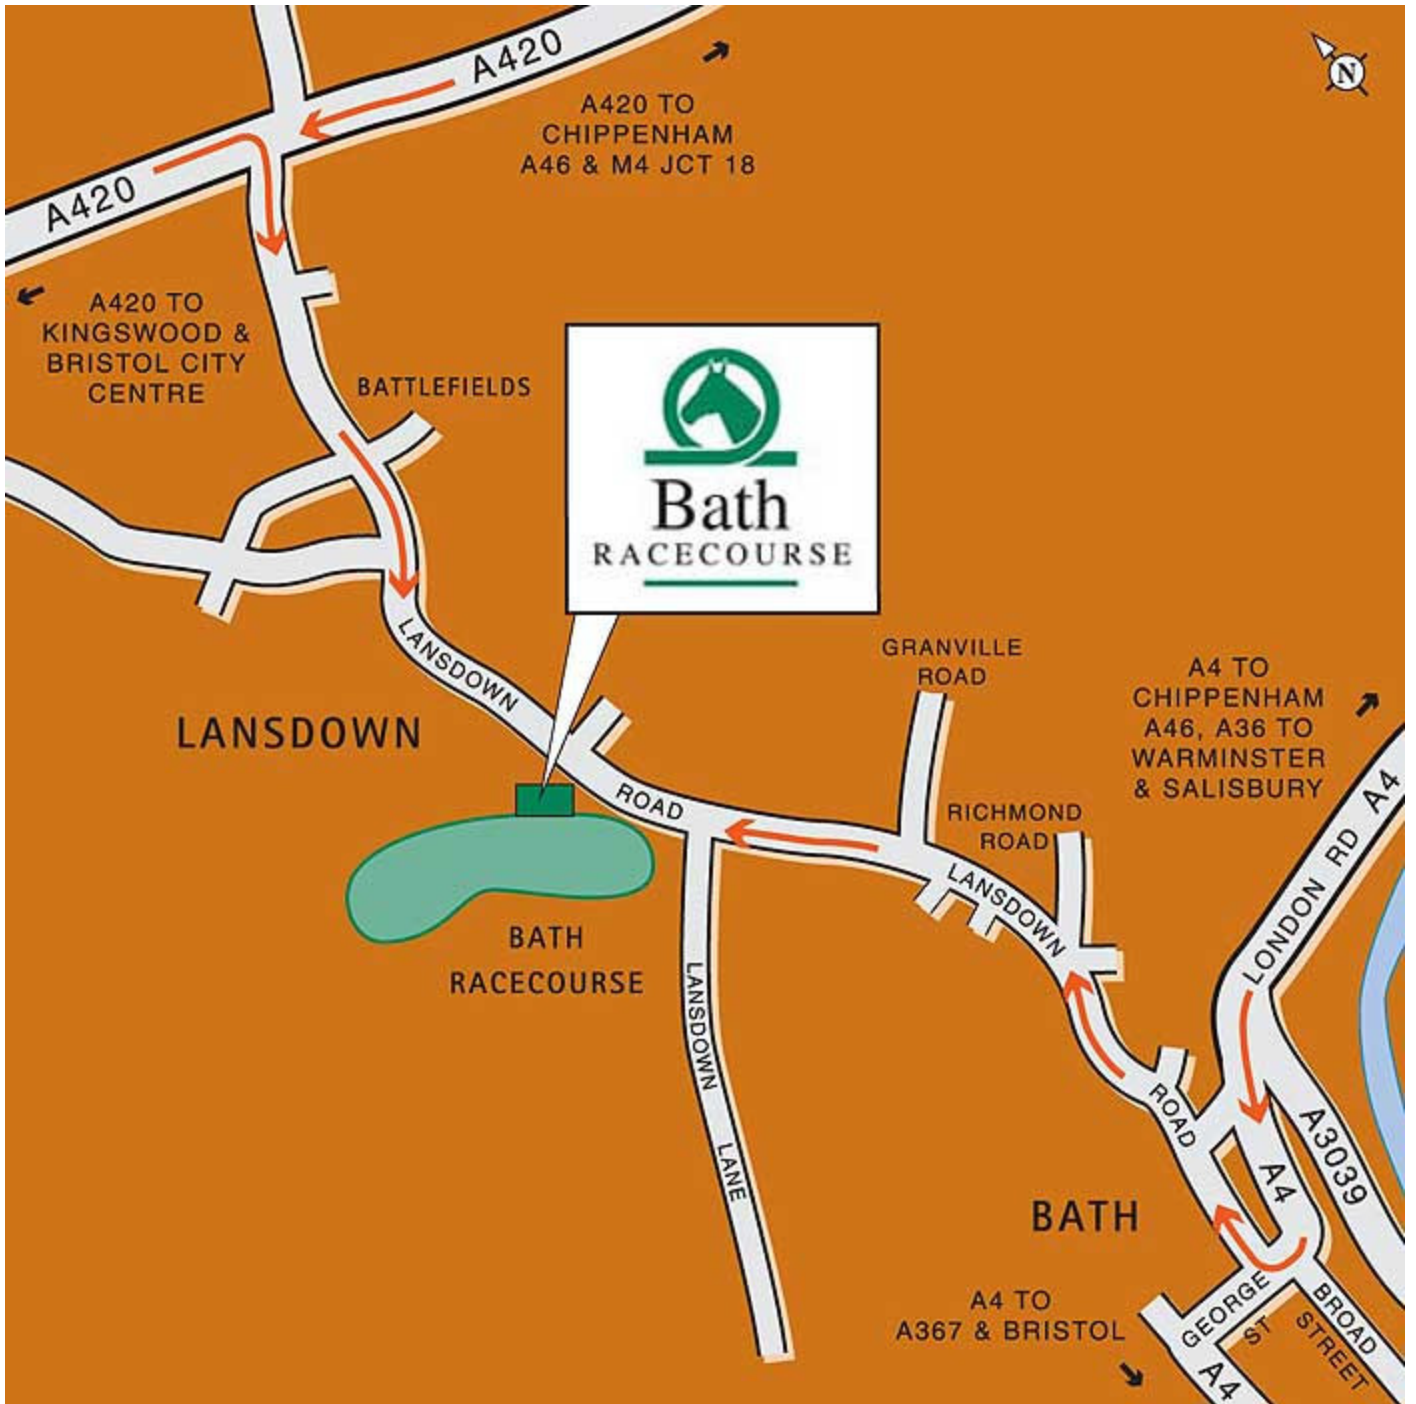 A420
A420 TO
CHIPPENHAM
A46 & M4 JCT 18
N
A420
A420 TO
KINGSWOOD &
BRISTOL CITY
CENTRE
BATTLEFIELDS
Bath
RACECOURSE
LANSDOWN
ROAD
LANSDOWN
GRANVILLE
ROAD
A4 TO
CHIPPENHAM
A46, A36 TO
WARMINSTER
& SALISBURY
RICHMOND
ROAD
LONDON RD A4
LANSDOWN
ROAD
BATH
RACECOURSE
LANSDOWN LANE
A3039
A4
BATH
A4 TO
A367 & BRISTOL
GEORGE
ST
BROAD
STREET
A4